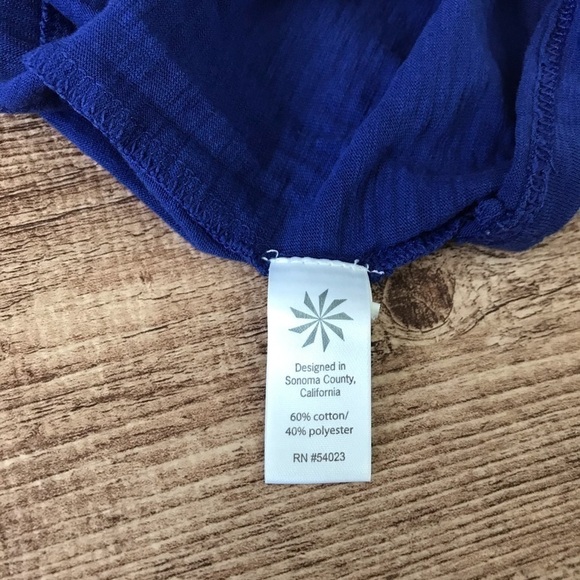 Designed in
Sonoma County,
California
60% cotton/
40% polyester
RN #54023